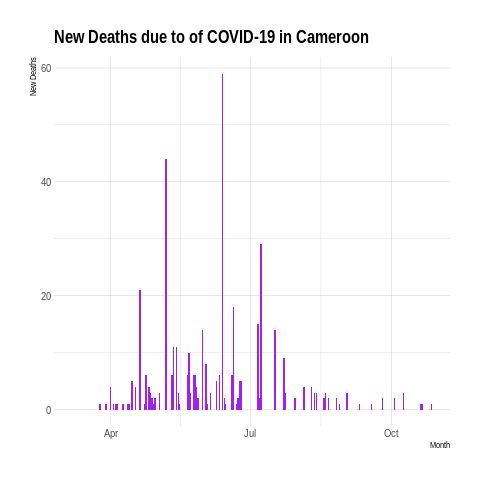 New Deaths due to of COVID-19 in Cameroon
New Deaths
60
40
20
0
Apr
Jul
Oct
Month